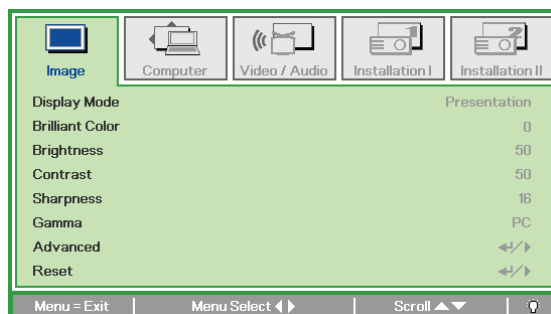 Image Computer Video / Audio Installation I Installation II
Display Mode Presentation
Brilliant Color 0
Brightness 50
Contrast 50
Sharpness 16
Gamma PC
Advanced ↵/▶
Reset ↵/▶
Menu = Exit Menu Select ◀ ▶ Scroll ▲▼